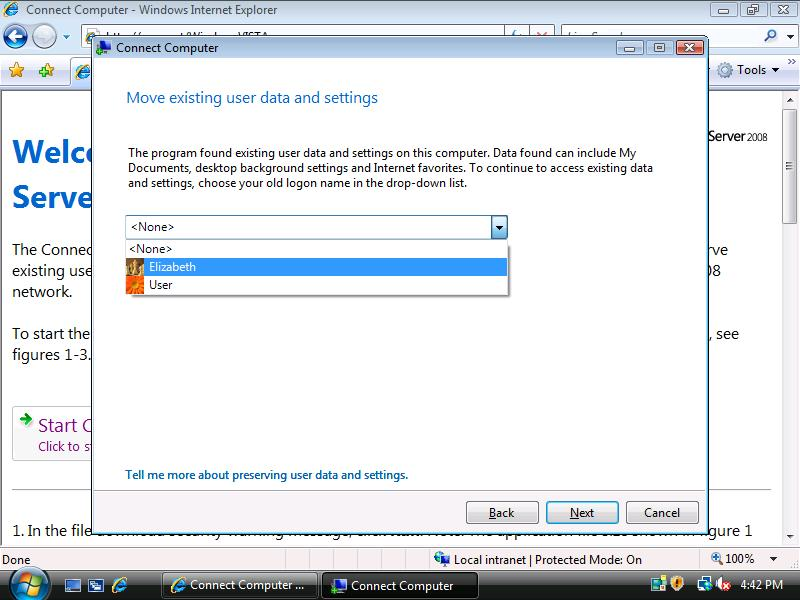 Connect Computer - Windows Internet Explorer
Connect Computer
Tools
Move existing user data and settings
Server 2008
Welc
Serve
The program found existing user data and settings on this computer. Data found can include My
Documents, desktop background settings and Internet favorites. To continue to access existing data
and settings, choose your old logon name in the drop-down list.
<None>
<None>
Elizabeth
User
The Connec
rve
existing use
08
network.
To start the
, see
figures 1-3.
Start C
Click to st
Tell me more about preserving user data and settings.
Back
Next
Cancel
1. In the file
igure 1
Done
Local intranet | Protected Mode: On
100%
Connect Computer ...
Connect Computer
4:42 PM